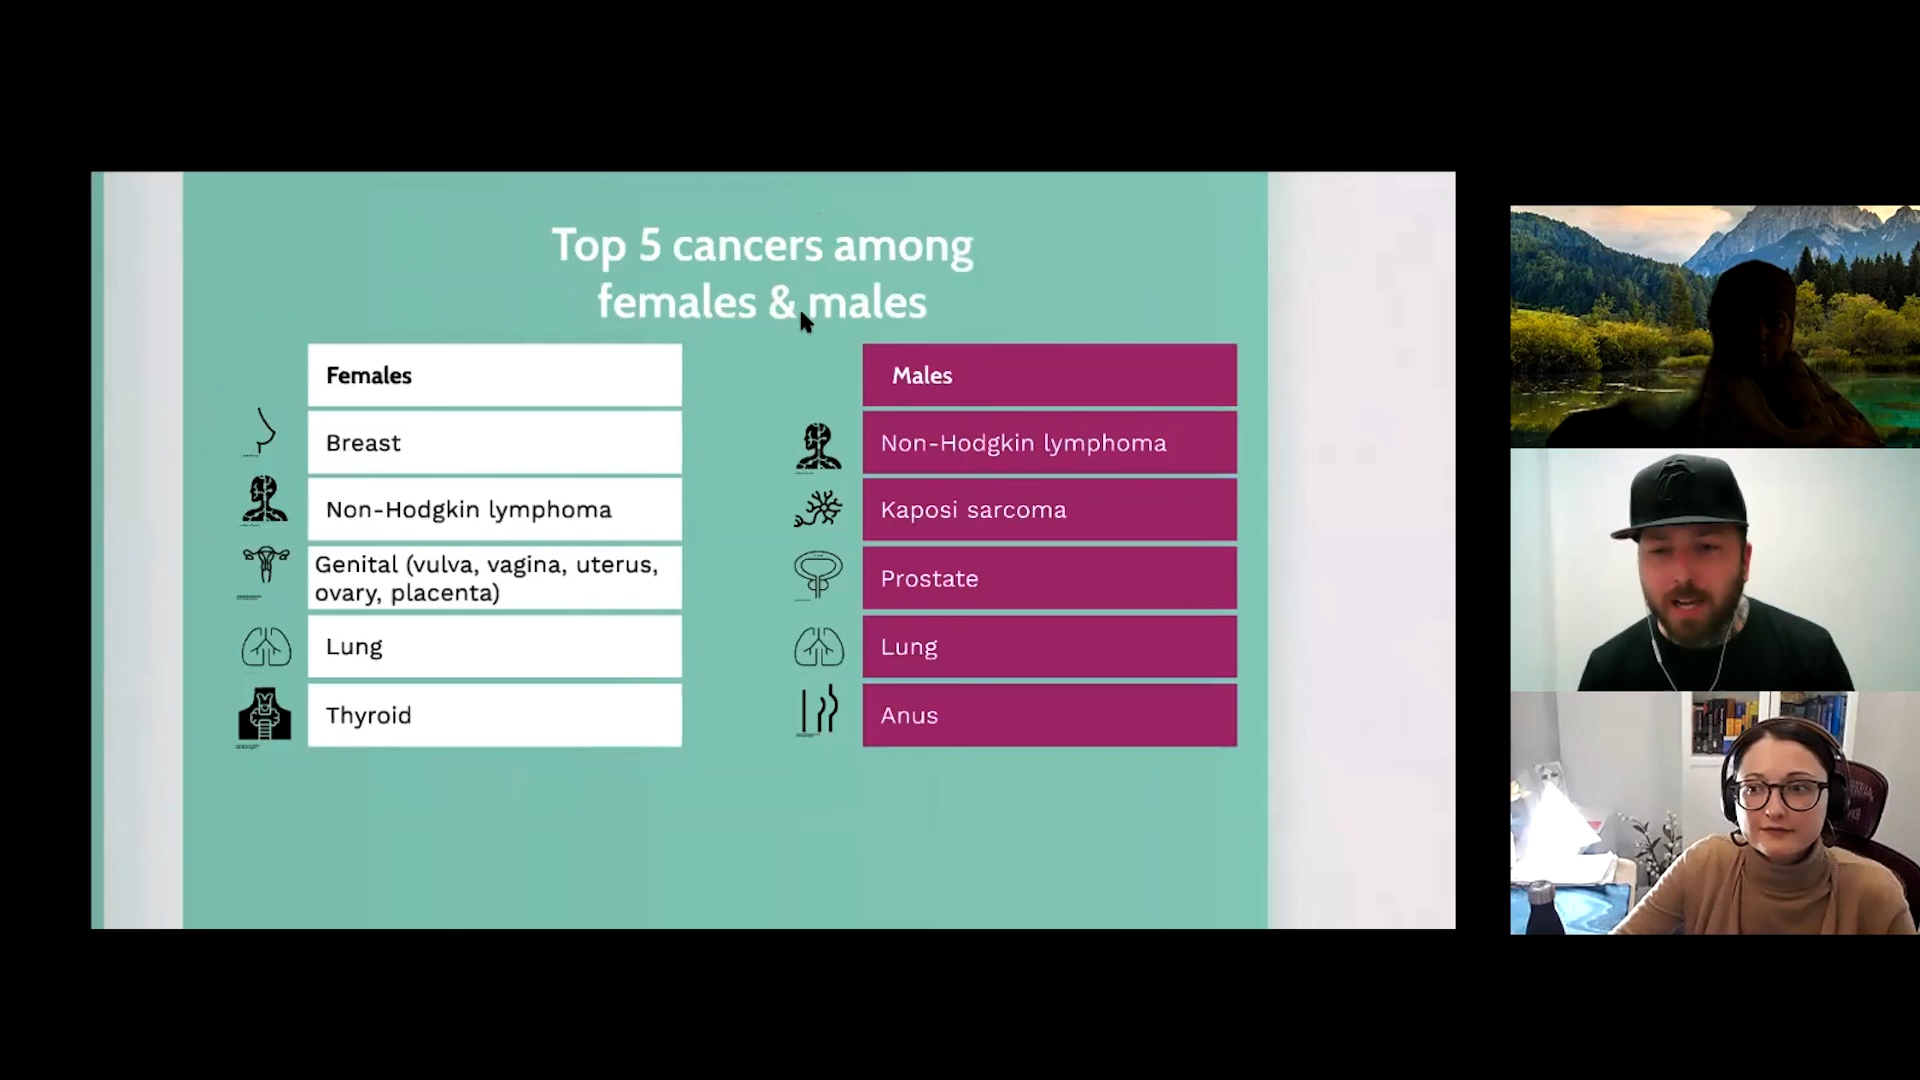 Top 5 cancers among
females & males
Females
Breast
Non-Hodgkin lymphoma
Genital (vulva, vagina, uterus,
ovary, placenta)
Lung
Thyroid
Males
Non-Hodgkin lymphoma
Kaposi sarcoma
Prostate
Lung
Anus